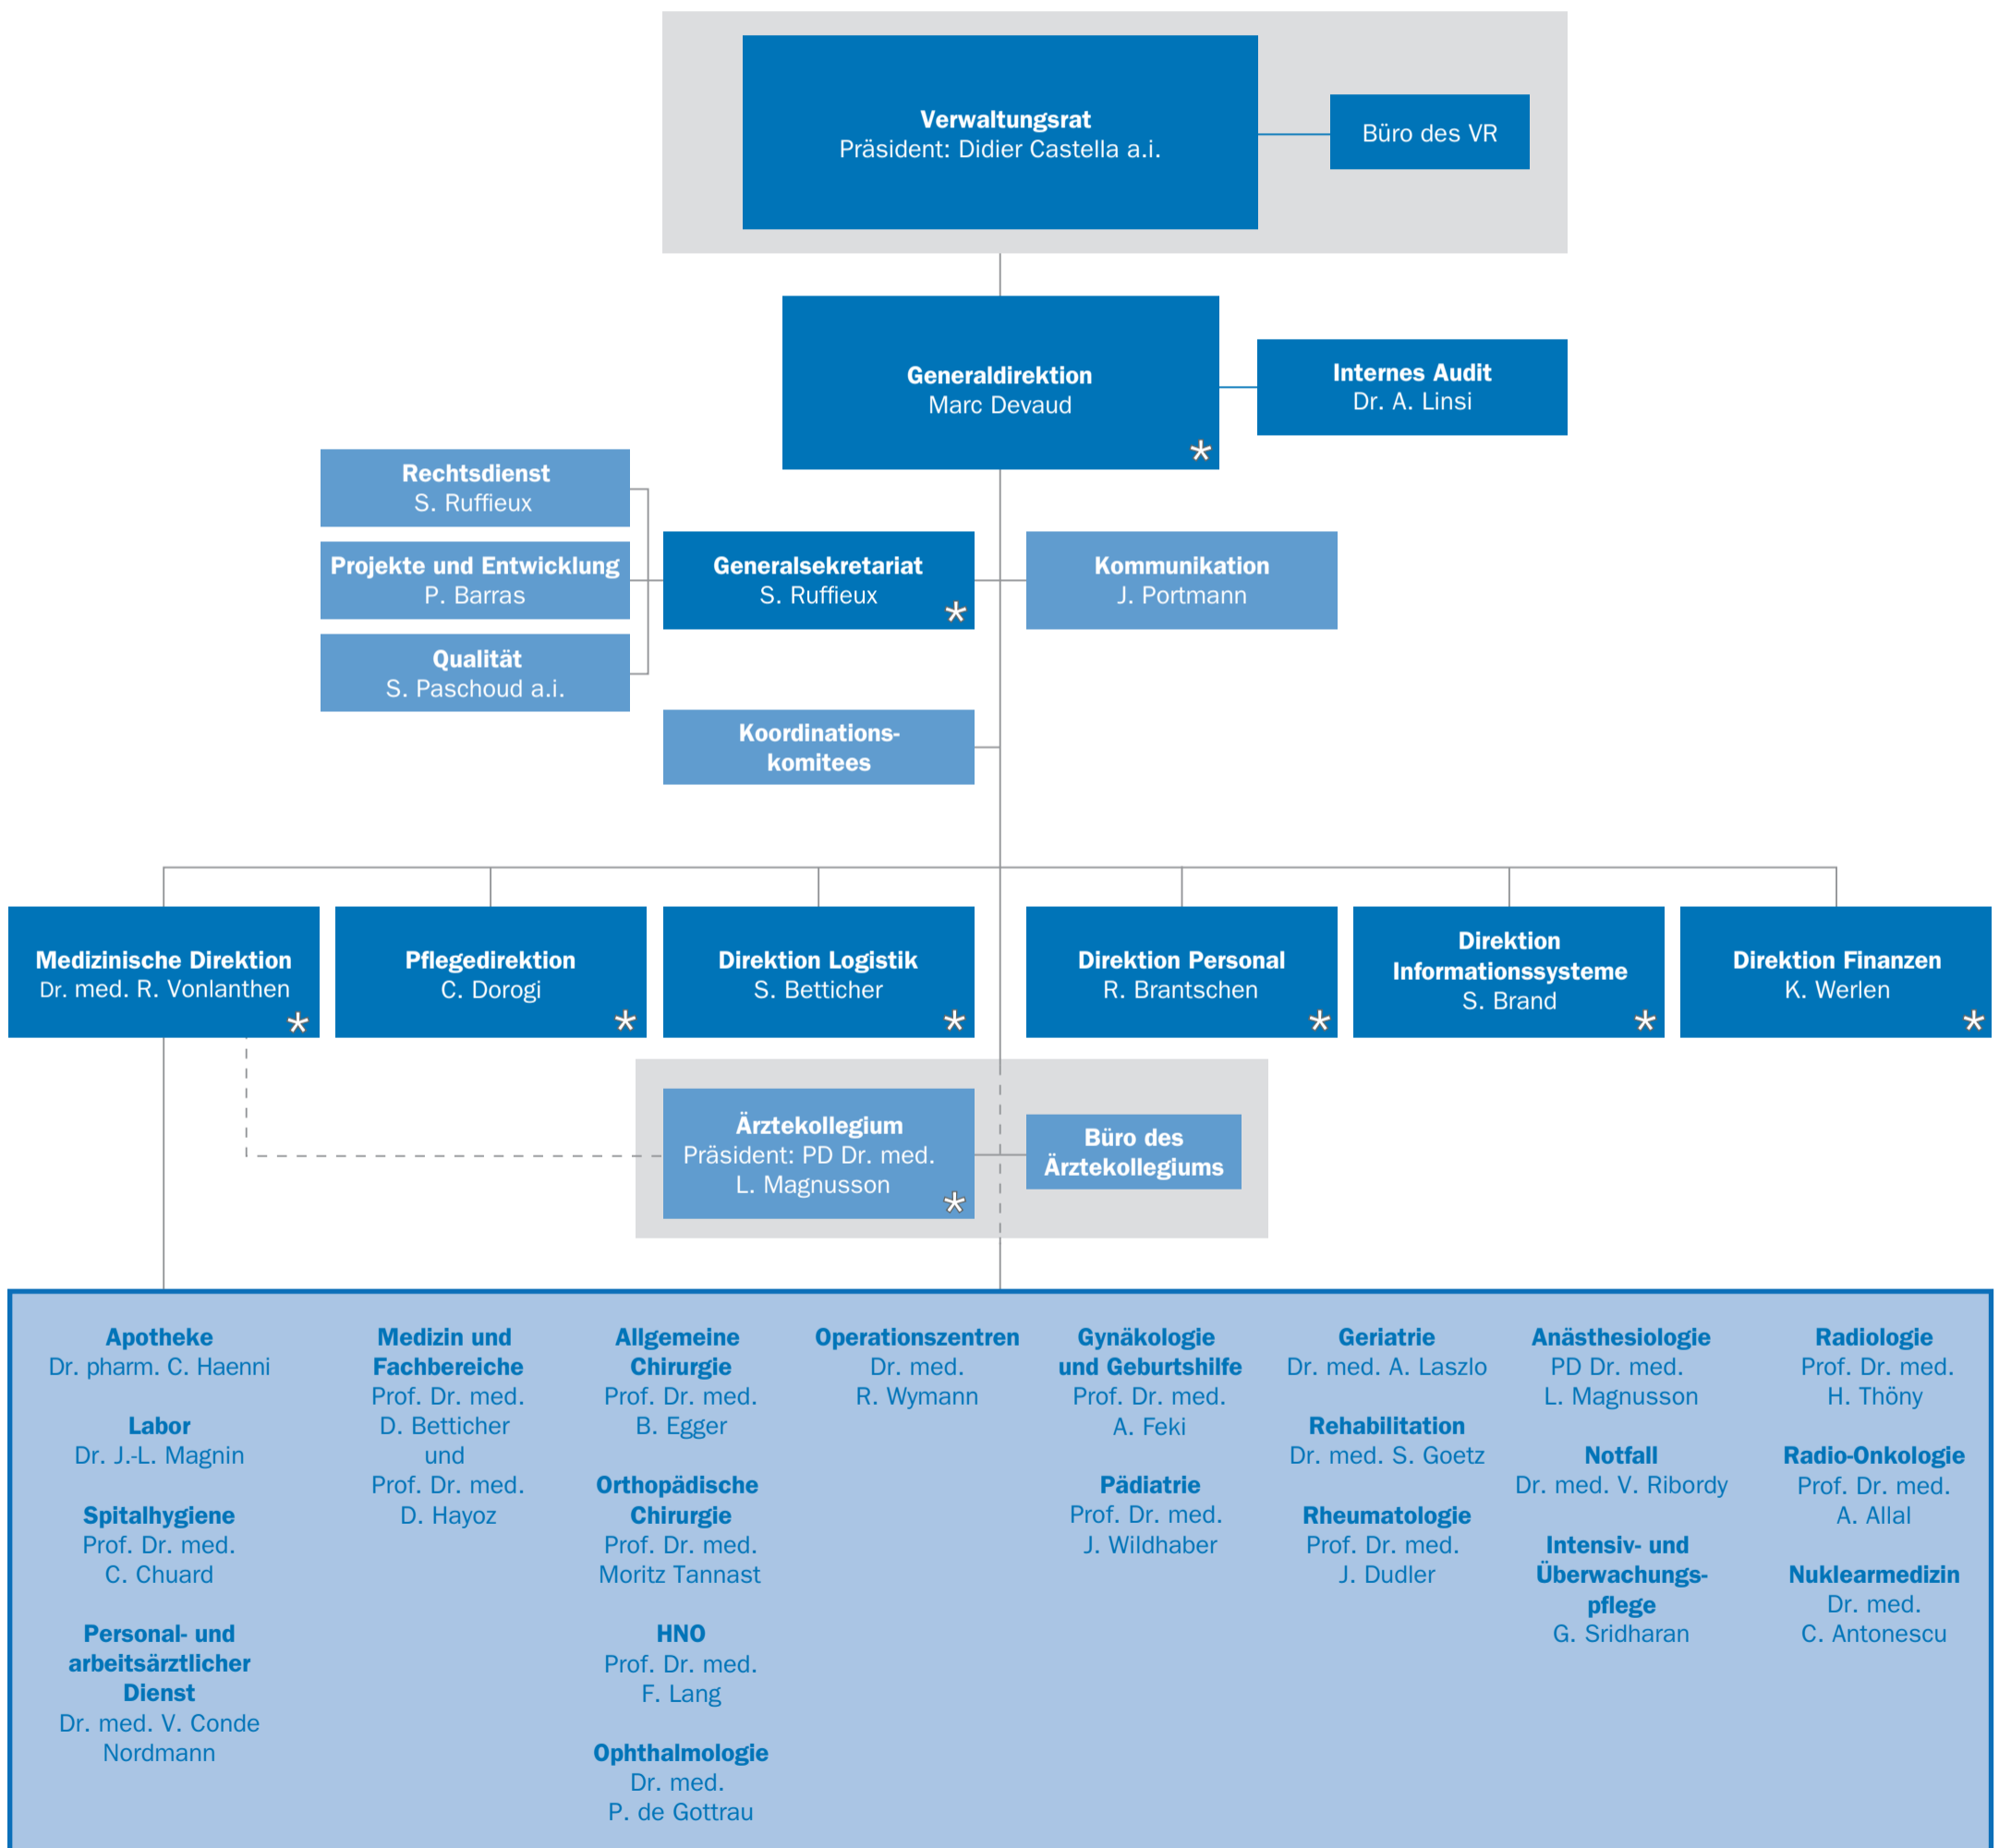 Verwaltungsrat
Präsident: Didier Castella a.i.
Büro des VR
Generaldirektion
Marc Devaud
*
Internes Audit
Dr. A. Linsi
Rechtsdienst
S. Ruffieux
Projekte und Entwicklung
P. Barras
Qualität
S. Paschoud a.i.
Generalsekretariat
S. Ruffieux
*
Kommunikation
J. Portmann
Koordinations-
komitees
Medizinische Direktion
Dr. med. R. Vonlanthen
*
Pflegedirektion
C. Dorogi
*
Direktion Logistik
S. Betticher
*
Direktion Personal
R. Brantschen
*
Direktion
Informationssysteme
S. Brand
*
Direktion Finanzen
K. Werlen
*
Ärztekollegium
Präsident: PD Dr. med.
L. Magnusson
*
Büro des
Ärztekollegiums
Apotheke
Dr. pharm. C. Haenni
Labor
Dr. J.-L. Magnin
Spitalhygiene
Prof. Dr. med.
C. Chuard
Personal- und
arbeitsärztlicher
Dienst
Dr. med. V. Conde
Nordmann
Medizin und
Fachbereiche
Prof. Dr. med.
D. Betticher
und
Prof. Dr. med.
D. Hayoz
Allgemeine
Chirurgie
Prof. Dr. med.
B. Egger
Orthopädische
Chirurgie
Prof. Dr. med.
Moritz Tannast
HNO
Prof. Dr. med.
F. Lang
Ophthalmologie
Dr. med.
P. de Gottrau
Operationszentren
Dr. med.
R. Wymann
Gynäkologie
und Geburtshilfe
Prof. Dr. med.
A. Feki
Pädiatrie
Prof. Dr. med.
J. Wildhaber
Geriatrie
Dr. med. A. Laszlo
Rehabilitation
Dr. med. S. Goetz
Rheumatologie
Prof. Dr. med.
J. Dudler
Anästhesiologie
PD Dr. med.
L. Magnusson
Notfall
Dr. med. V. Ribordy
Intensiv- und
Überwachungs-
pflege
G. Sridharan
Radiologie
Prof. Dr. med.
H. Thöny
Radio-Onkologie
Prof. Dr. med.
A. Allal
Nuklearmedizin
Dr. med.
C. Antonescu